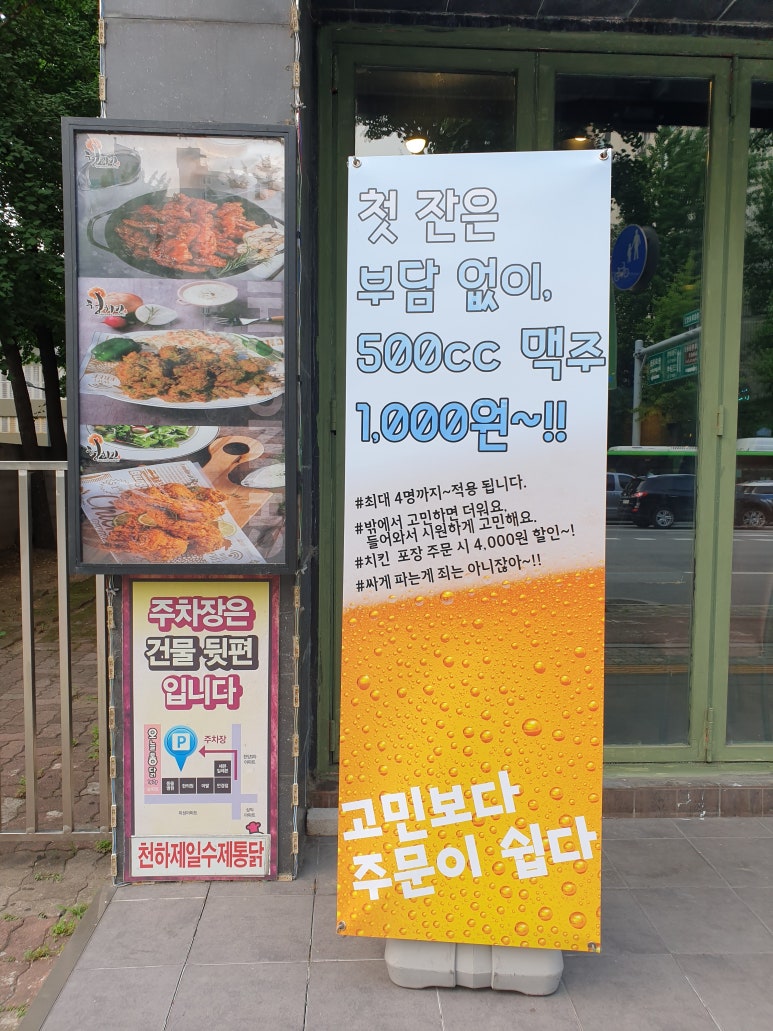 첫 잔은
부담 없이,
500cc 맥주
1,000원~!!
#최대 4명까지~적용 됩니다.
#밖에서 고민하면 더워요.
들어와서 시원하게 고민해요.
#치킨 포장 주문 시 4,000원 할인~!
#싸게 파는게 죄는 아니잖아~!!
고민보다
주문이 쉽다
주차장은
건물 뒷편
입니다
오늘통닭
P
주차장
천하제일수제통닭